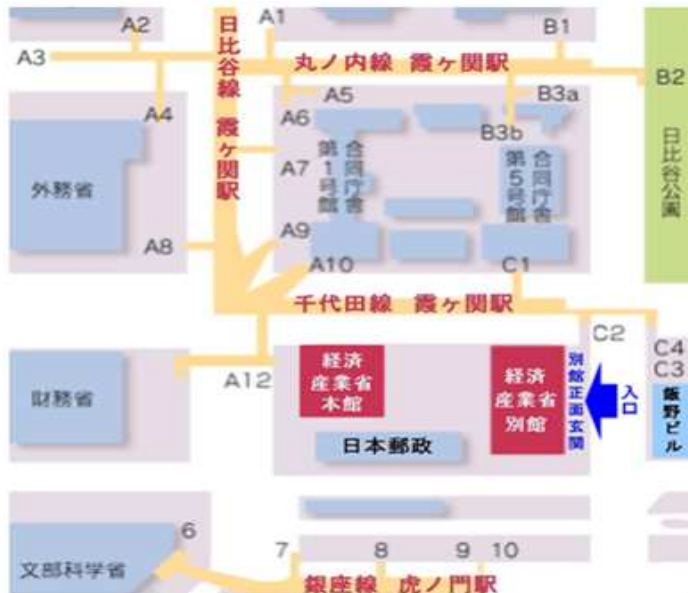 A1
A2
B1
A3
日比谷線 霞ヶ関駅
丸ノ内線 霞ヶ関駅
B2
A4
A5
B3a
A6
B3b
日比谷公園
外務省
A7
合同庁舎
第1号館
合同庁舎
第5号館
A8
A9
A10
C1
千代田線 霞ヶ関駅
C2
C4
C3
A12
経済
産業省
本館
経済
産業省
別館
別館正面玄関
入口
飯野ビル
財務省
日本郵政
6
7
8
9
10
文部科学省
銀座線 虎ノ門駅